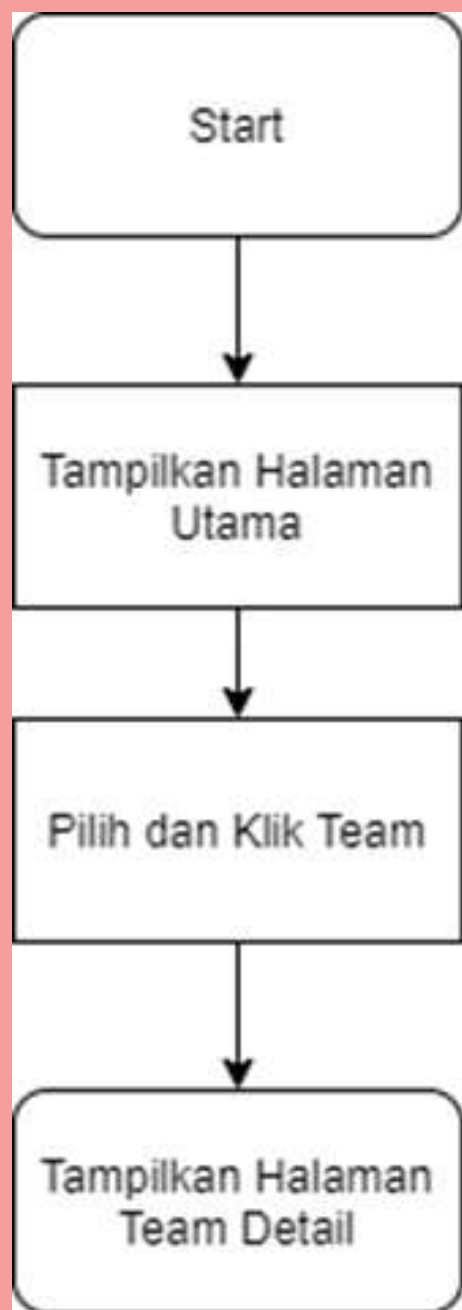 Start
Tampilkan Halaman
Utama
Pilih dan Klik Team
Tampilkan Halaman
Team Detail